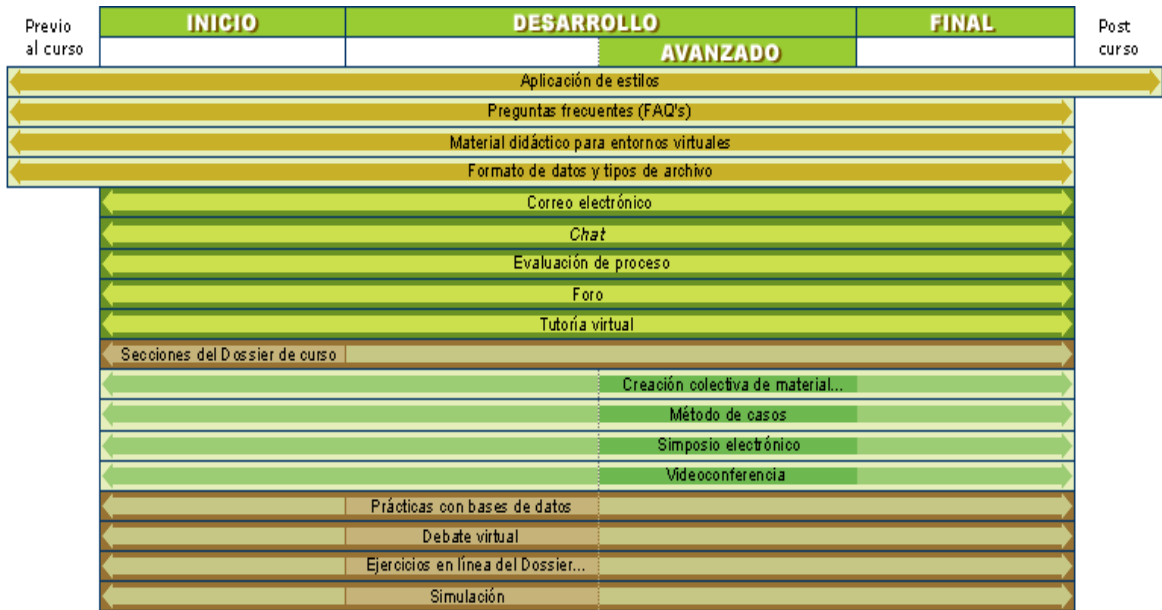 Previo
al curso
INICIO
DESARROLLO
FINAL
Post
curso
AVANZADO
Aplicación de estilos
Preguntas frecuentes (FAQ's)
Material didáctico para entornos virtuales
Formato de datos y tipos de archivo
Correo electrónico
Chat
Evaluación de proceso
Foro
Tutoría virtual
Secciones del Dossier de curso
Creación colectiva de material...
Método de casos
Simposio electrónico
Videoconferencia
Prácticas con bases de datos
Debate virtual
Ejercicios en línea del Dossier...
Simulación